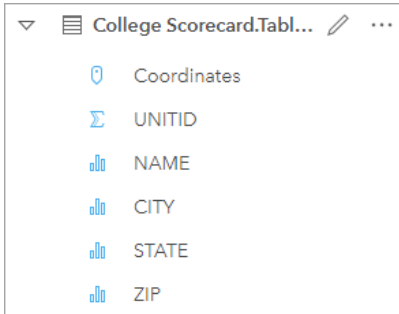 College Scorecard.Tabl...
Coordinates
UNITID
NAME
CITY
STATE
ZIP